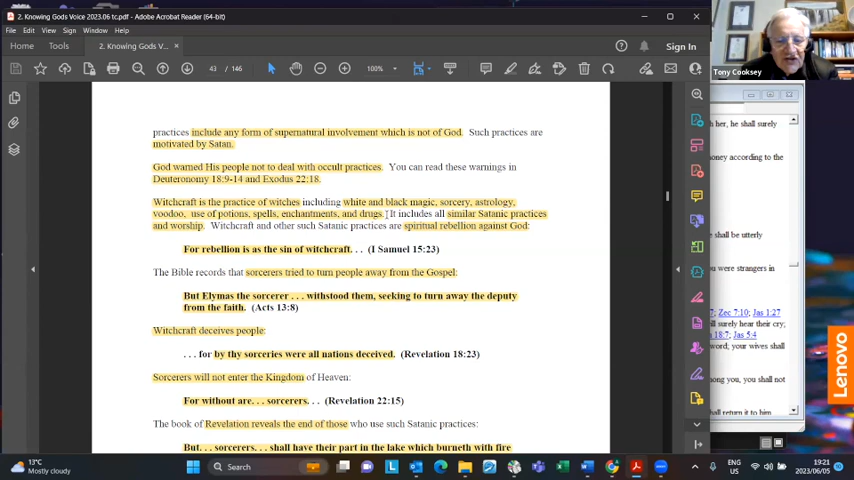 2. Knowing Gods Voice 2023.06 tc.pdf - Adobe Acrobat Reader (64-bit)
File Edit View Sign Window Help
Home Tools 2. Knowing Gods Voice ... × Sign In
43 / 146 100%
Tony Cooksey
practices include any form of supernatural involvement which is not of God. Such practices are
motivated by Satan.
God warned His people not to deal with occult practices. You can read these warnings in
Deuteronomy 18:9-14 and Exodus 22:18.
Witchcraft is the practice of witches including white and black magic, sorcery, astrology,
voodoo, use of potions, spells, enchantments, and drugs. It includes all similar Satanic practices
and worship. Witchcraft and other such Satanic practices are spiritual rebellion against God:
For rebellion is as the sin of witchcraft. . . (I Samuel 15:23)
The Bible records that sorcerers tried to turn people away from the Gospel:
But Elymas the sorcerer . . . withstood them, seeking to turn away the deputy
from the faith. (Acts 13:8)
Witchcraft deceives people:
. . . for by thy sorceries were all nations deceived. (Revelation 18:23)
Sorcerers will not enter the Kingdom of Heaven:
For without are. . . sorcerers. . . (Revelation 22:15)
The book of Revelation reveals the end of those who use such Satanic practices:
But. . . sorcerers. . . shall have their part in the lake which burneth with fire
h her, he shall surely
noney according to the
shall be utterly
you were strangers in
7; Zec 7:10; Jas 1:27
ll surely hear their cry;
n 18:7; Jas 5:4
word; your wives shall
ong you, you shall not
hall return it to him
Lenovo
13°C
Mostly cloudy
Search
ENG
US
19:21
2023/06/05